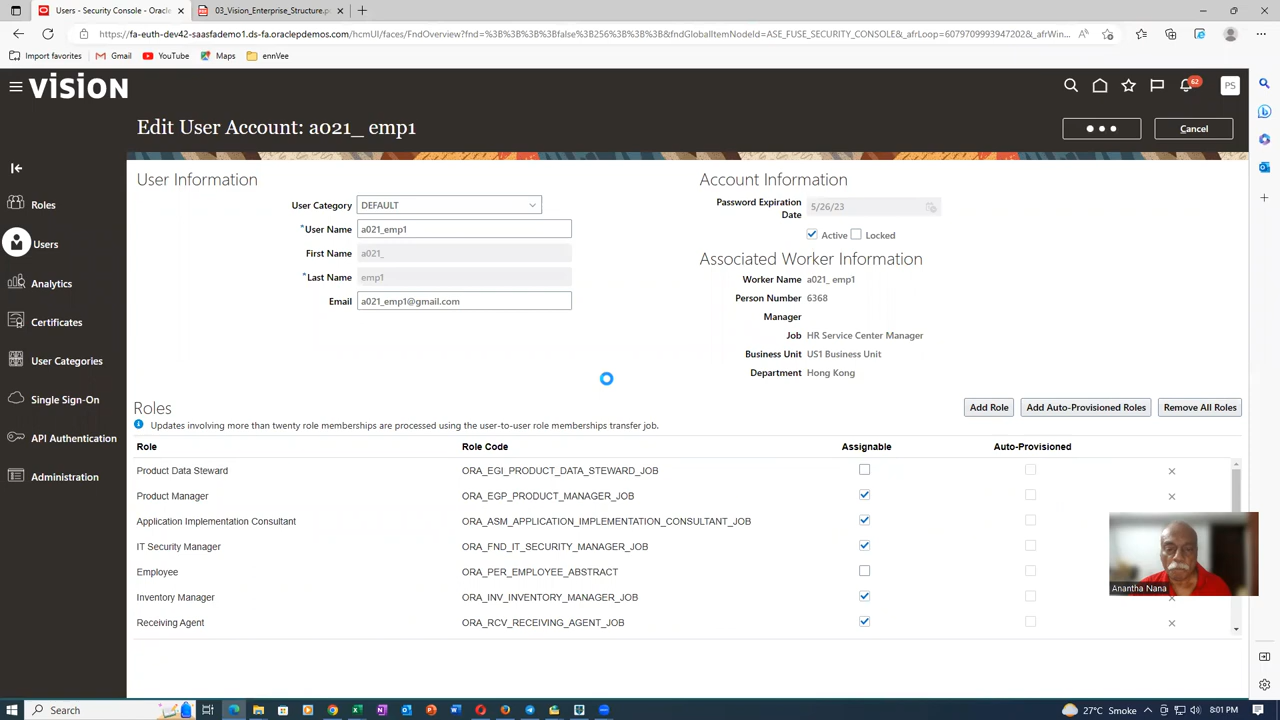 Users - Security Console
03_Vision_Enterprise_Structure.p
https://fa-euth-dev42-saasfademo1.ds-fa.oraclepdemos.com/hcmUI/faces/FndOverview?fnd=%3B%3B%3B%3Bfalse%3B256%3B%3B%3B&fndGlobalItemNodeId=ASE_FUSE_SECURITY_CONSOLE&_afrLoop=6079709993947202&_afrWin...
Import favorites
Gmail
YouTube
Maps
ennVee
VISION
62
PS
Edit User Account: a021_ emp1
Cancel
Roles
Users
Analytics
Certificates
User Categories
Single Sign-On
API Authentication
Administration
User Information
User Category DEFAULT
*User Name a021_emp1
First Name a021_
*Last Name emp1
Email a021_emp1@gmail.com
Account Information
Password Expiration Date 5/26/23
Active Locked
Associated Worker Information
Worker Name a021_ emp1
Person Number 6368
Manager
Job HR Service Center Manager
Business Unit US1 Business Unit
Department Hong Kong
Roles
Add Role Add Auto-Provisioned Roles Remove All Roles
Updates involving more than twenty role memberships are processed using the user-to-user role memberships transfer job.
Role Role Code Assignable Auto-Provisioned
Product Data Steward ORA_EGI_PRODUCT_DATA_STEWARD_JOB
Product Manager ORA_EGP_PRODUCT_MANAGER_JOB
Application Implementation Consultant ORA_ASM_APPLICATION_IMPLEMENTATION_CONSULTANT_JOB
IT Security Manager ORA_FND_IT_SECURITY_MANAGER_JOB
Employee ORA_PER_EMPLOYEE_ABSTRACT
Inventory Manager ORA_INV_INVENTORY_MANAGER_JOB
Receiving Agent ORA_RCV_RECEIVING_AGENT_JOB
Anantha Nana
Search
27°C Smoke
8:01 PM